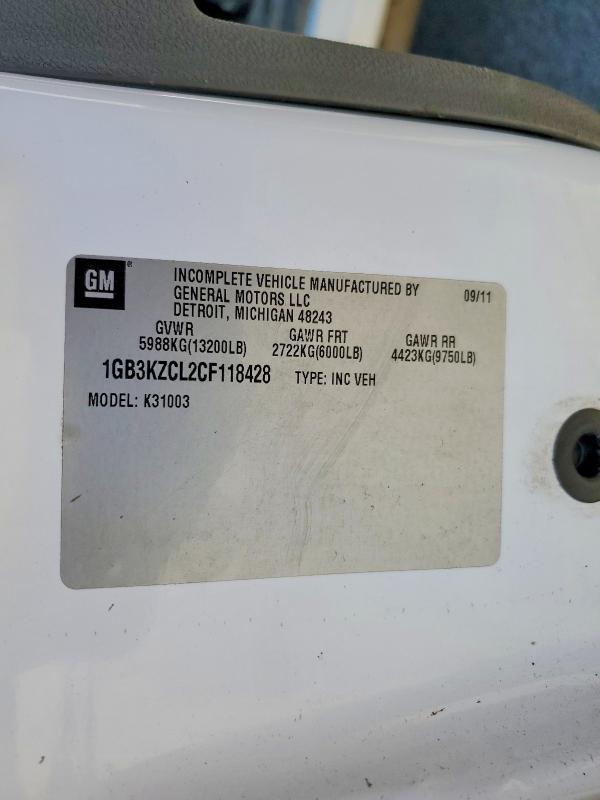 GM ®
INCOMPLETE VEHICLE MANUFACTURED BY
GENERAL MOTORS LLC
DETROIT, MICHIGAN 48243
09/11
GVWR GAWR FRT GAWR RR
5988KG(13200LB) 2722KG(6000LB) 4423KG(9750LB)
1GB3KZCL2CF118428 TYPE: INC VEH
MODEL: K31003